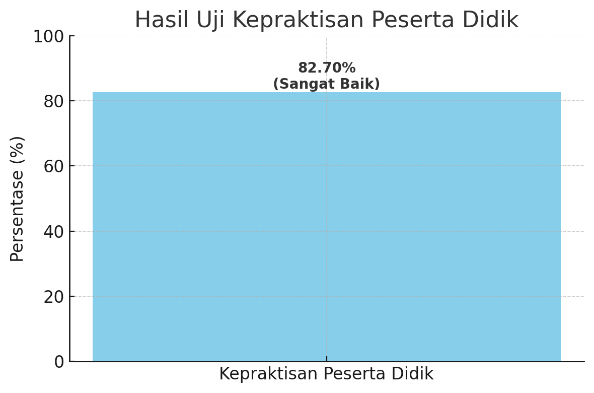 Hasil Uji Kepraktisan Peserta Didik
100
82.70%
(Sangat Baik)
80
60
40
20
0
Persentase (%)
Kepraktisan Peserta Didik